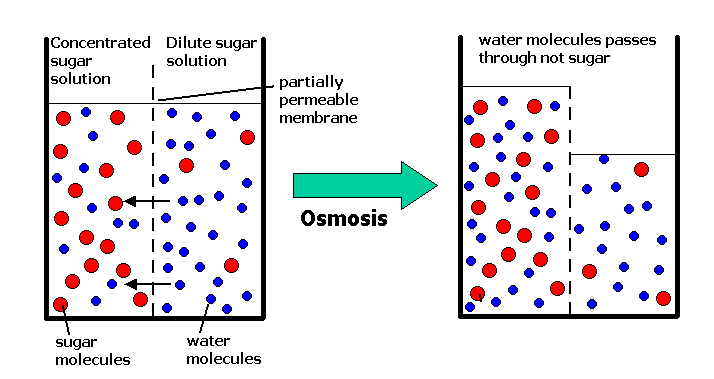 Concentrated
sugar
solution
Dilute sugar
solution
partially
permeable
membrane
sugar
molecules
water
molecules
Osmosis
water molecules passes
through not sugar